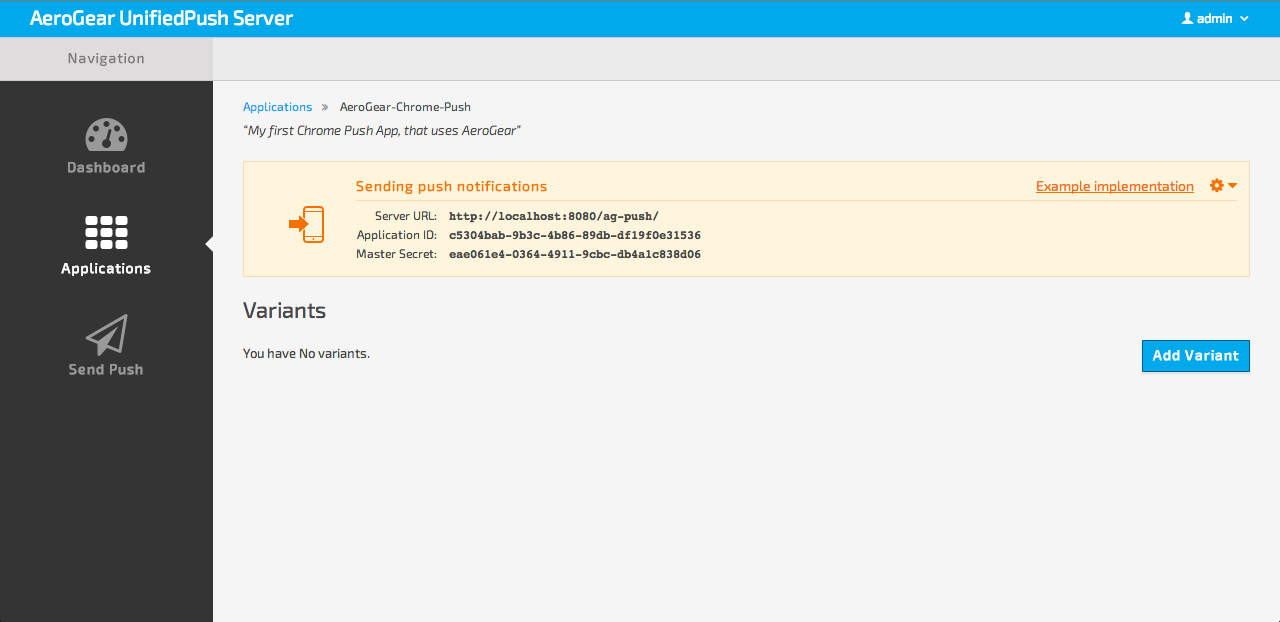 AeroGear UnifiedPush Server
admin
Navigation
Applications » AeroGear-Chrome-Push
"My first Chrome Push App, that uses AeroGear"
Dashboard
Applications
Send Push
Sending push notifications
Example implementation
Server URL: http://localhost:8080/ag-push/
Application ID: c5304bab-9b3c-4b86-89db-df19f0e31536
Master Secret: eae061e4-0364-4911-9cbc-db4a1c838d06
Variants
You have No variants.
Add Variant